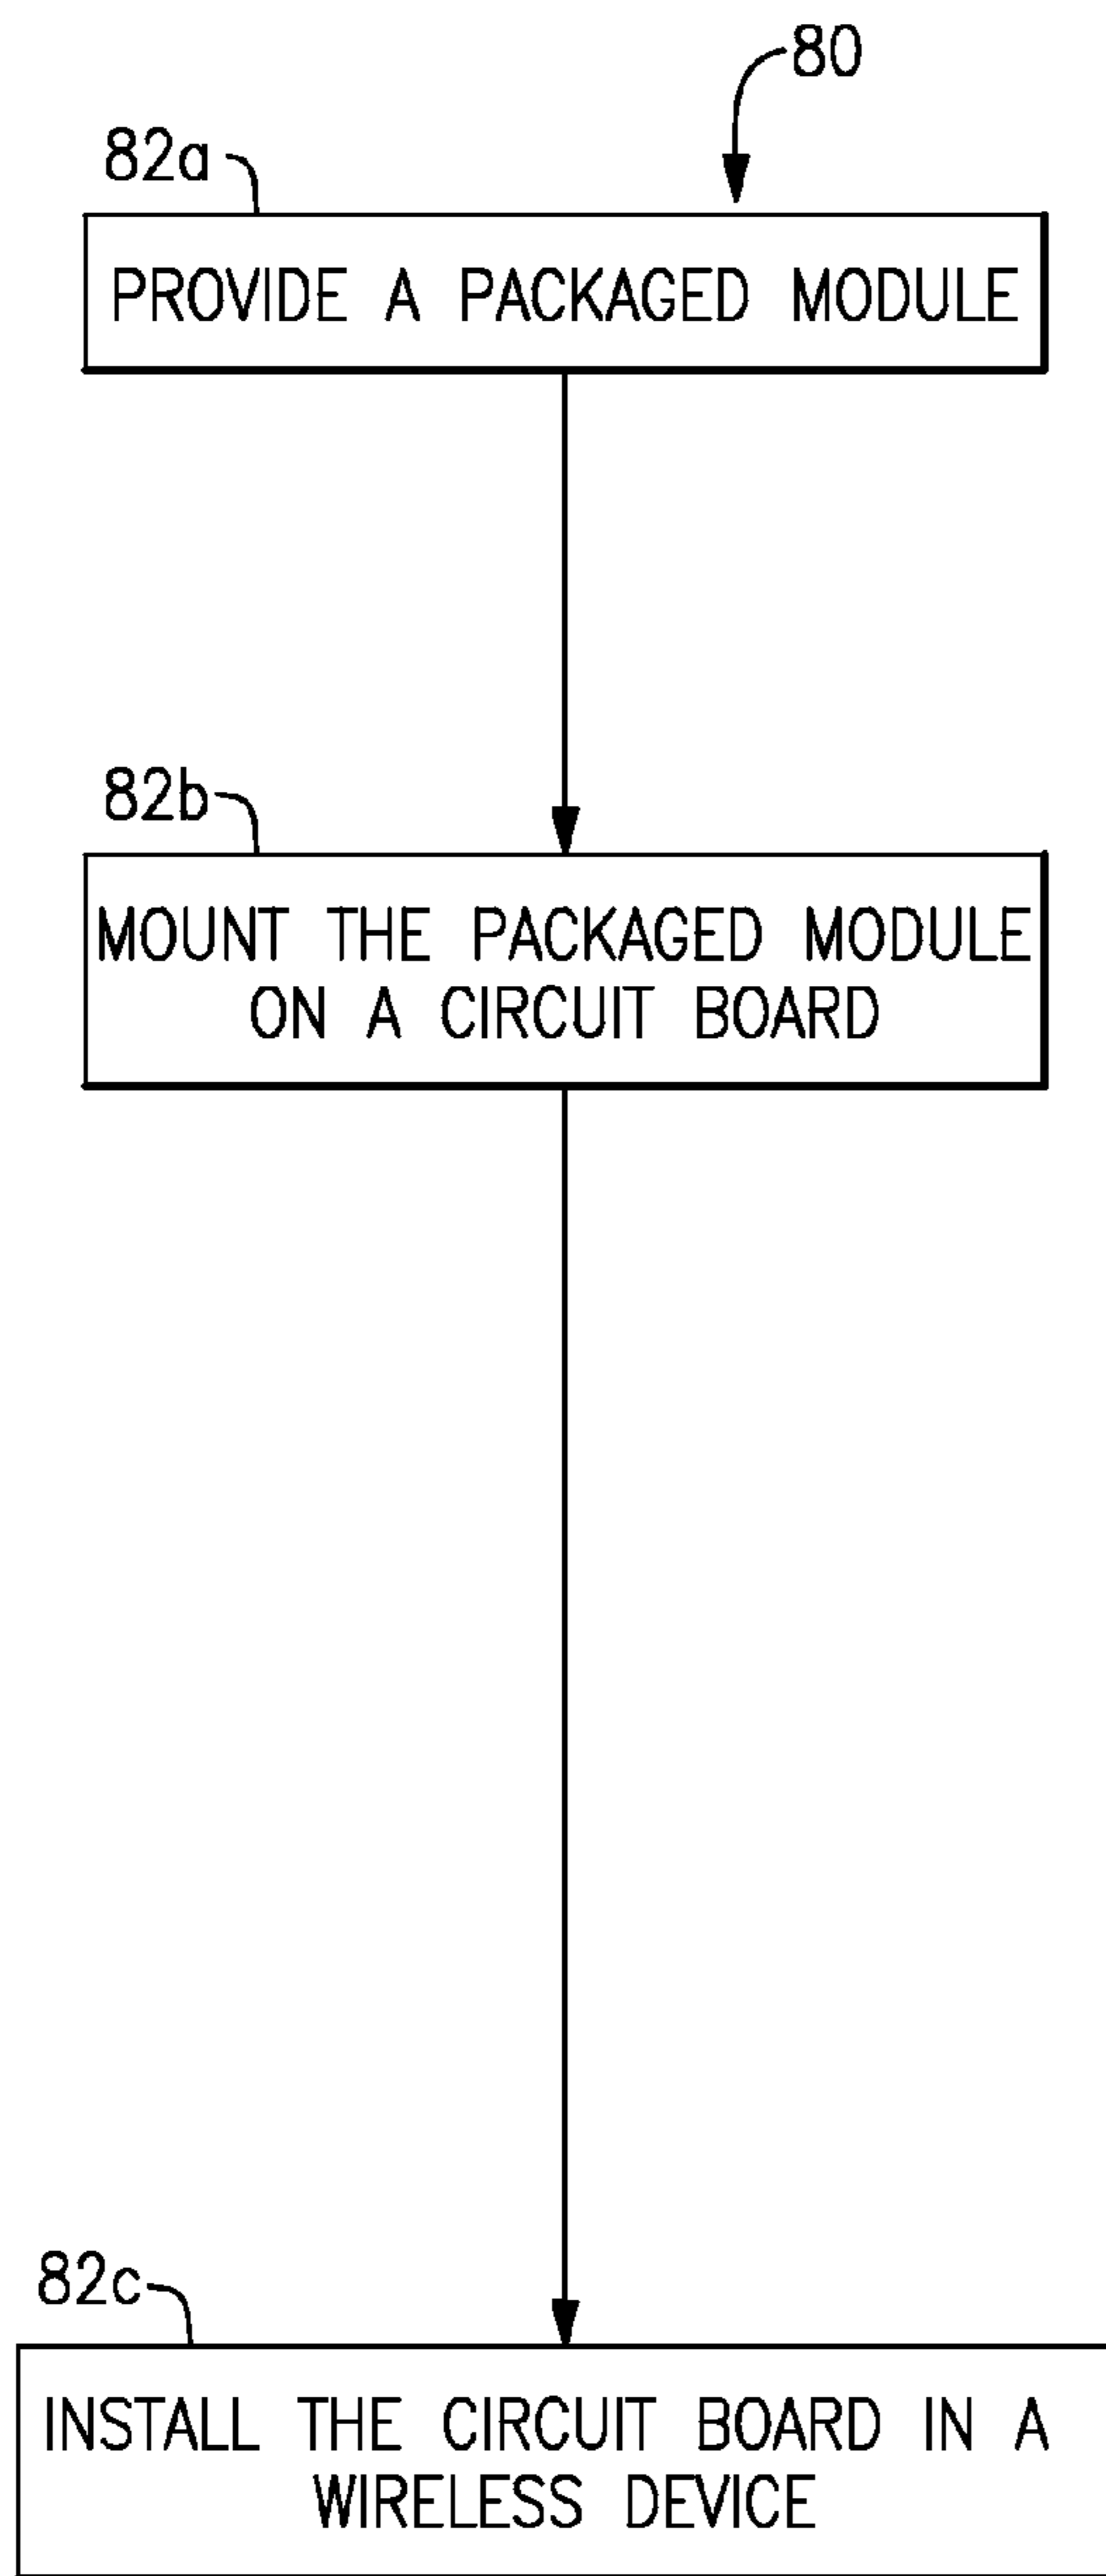 80
82a
PROVIDE A PACKAGED MODULE
82b
MOUNT THE PACKAGED MODULE
ON A CIRCUIT BOARD
82c
INSTALL THE CIRCUIT BOARD IN A
WIRELESS DEVICE